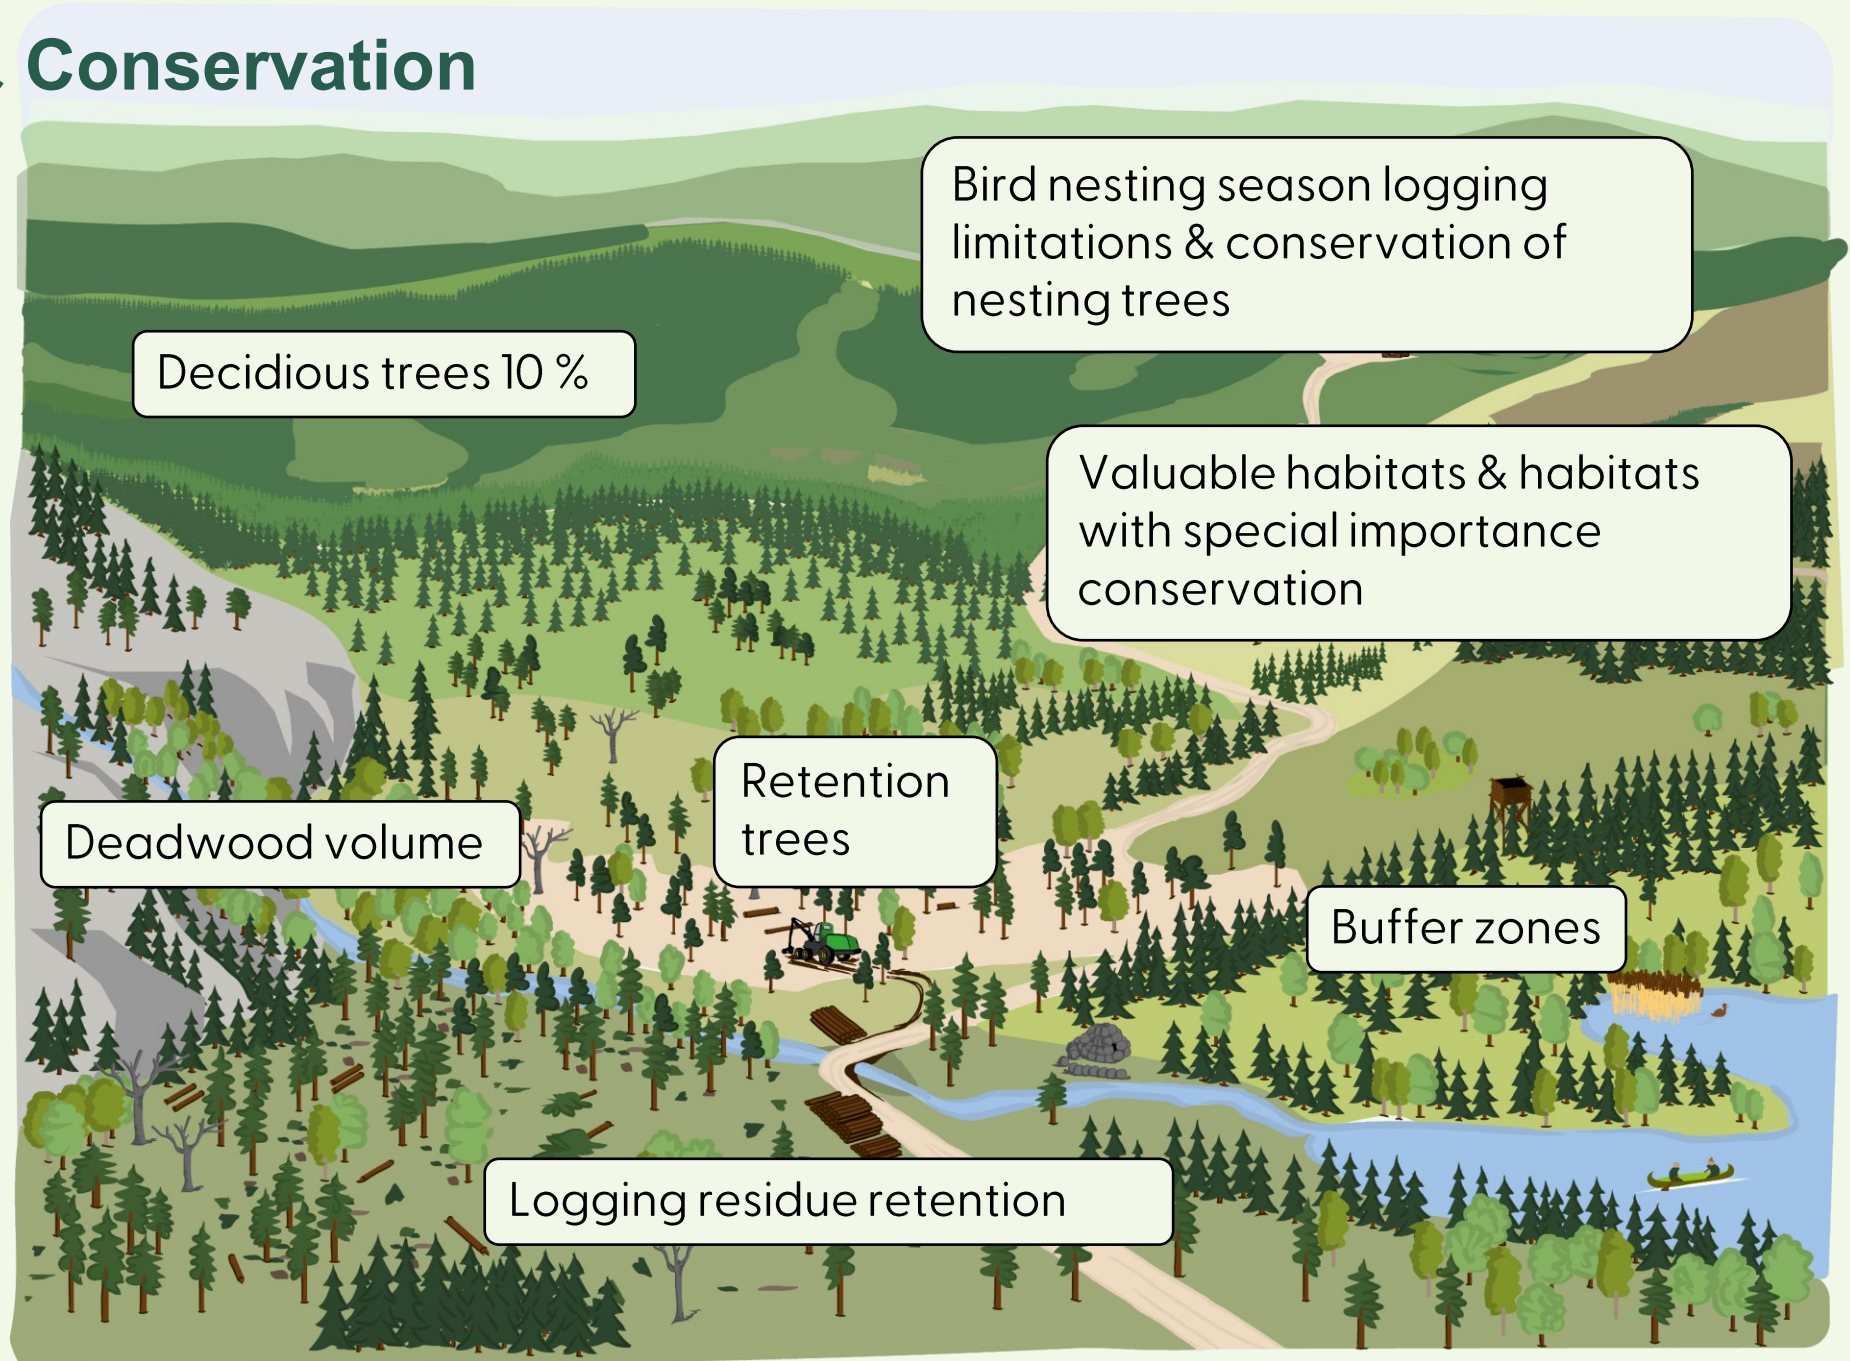 & Conservation
Bird nesting season logging
limitations & conservation of
nesting trees
Decidious trees 10 %
Valuable habitats & habitats
with special importance
conservation
Retention
trees
Deadwood volume
Buffer zones
Logging residue retention